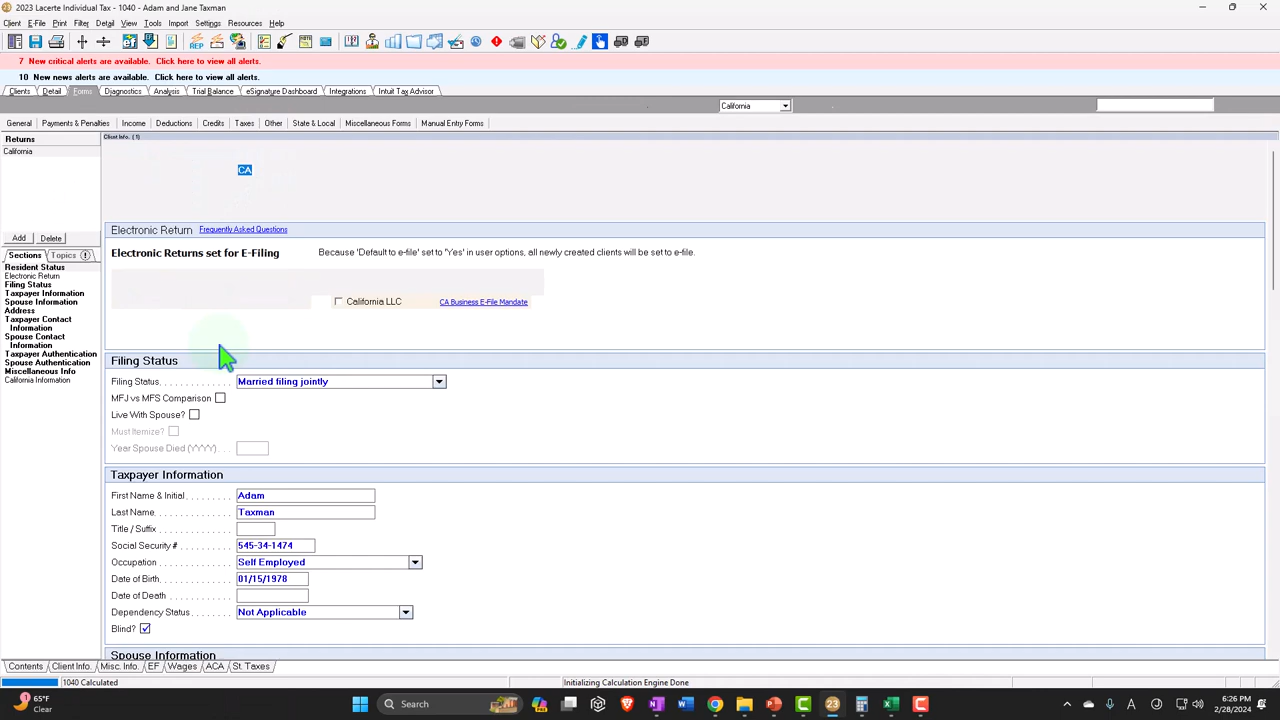 2023 Lacerte Individual Tax - 1040 - Adam and Jane Taxman
Client E-File Print Filter Detail View Tools Import Settings Resources Help
7 New critical alerts are available. Click here to view all alerts.
10 New news alerts are available. Click here to view all alerts.
Clients Detail Forms Diagnostics Analysis Trial Balance eSignature Dashboard Integrations Intuit Tax Advisor
California
General Payments & Penalties Income Deductions Credits Taxes Other State & Local Miscellaneous Forms Manual Entry Forms
Returns
California
Add Delete
Sections Topics
Resident Status
Electronic Return
Filing Status
Taxpayer Information
Spouse Information
Address
Taxpayer Contact
Information
Spouse Contact
Information
Taxpayer Authentication
Spouse Authentication
Miscellaneous Info
California Information
Client Info. (1)
CA
Electronic Return Frequently Asked Questions
Electronic Returns set for E-Filing Because 'Default to e-file' set to 'Yes' in user options, all newly created clients will be set to e-file.
California LLC CA Business E-File Mandate
Filing Status
Filing Status Married filing jointly
MFJ vs MFS Comparison
Live With Spouse?
Must Itemize?
Year Spouse Died (YYYY)
Taxpayer Information
First Name & Initial Adam
Last Name Taxman
Title / Suffix
Social Security # 545-34-1474
Occupation Self Employed
Date of Birth 01/15/1978
Date of Death
Dependency Status Not Applicable
Blind?
Spouse Information
Contents Client Info. Misc. Info. EF Wages ACA St. Taxes
1040 Calculated Initializing Calculation Engine Done
65°F
Clear
Search
6:26 PM
2/28/2024